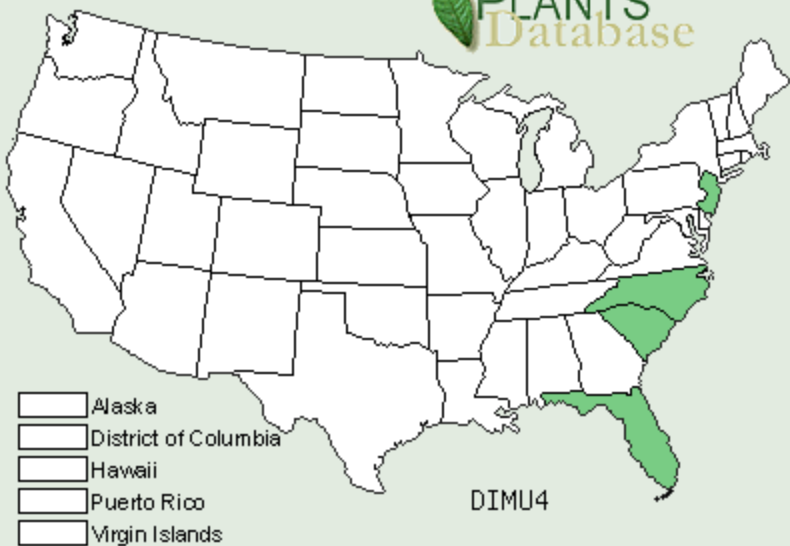 PLANTS
Database
Alaska
District of Columbia
Hawaii
Puerto Rico
Virgin Islands
DIMU4